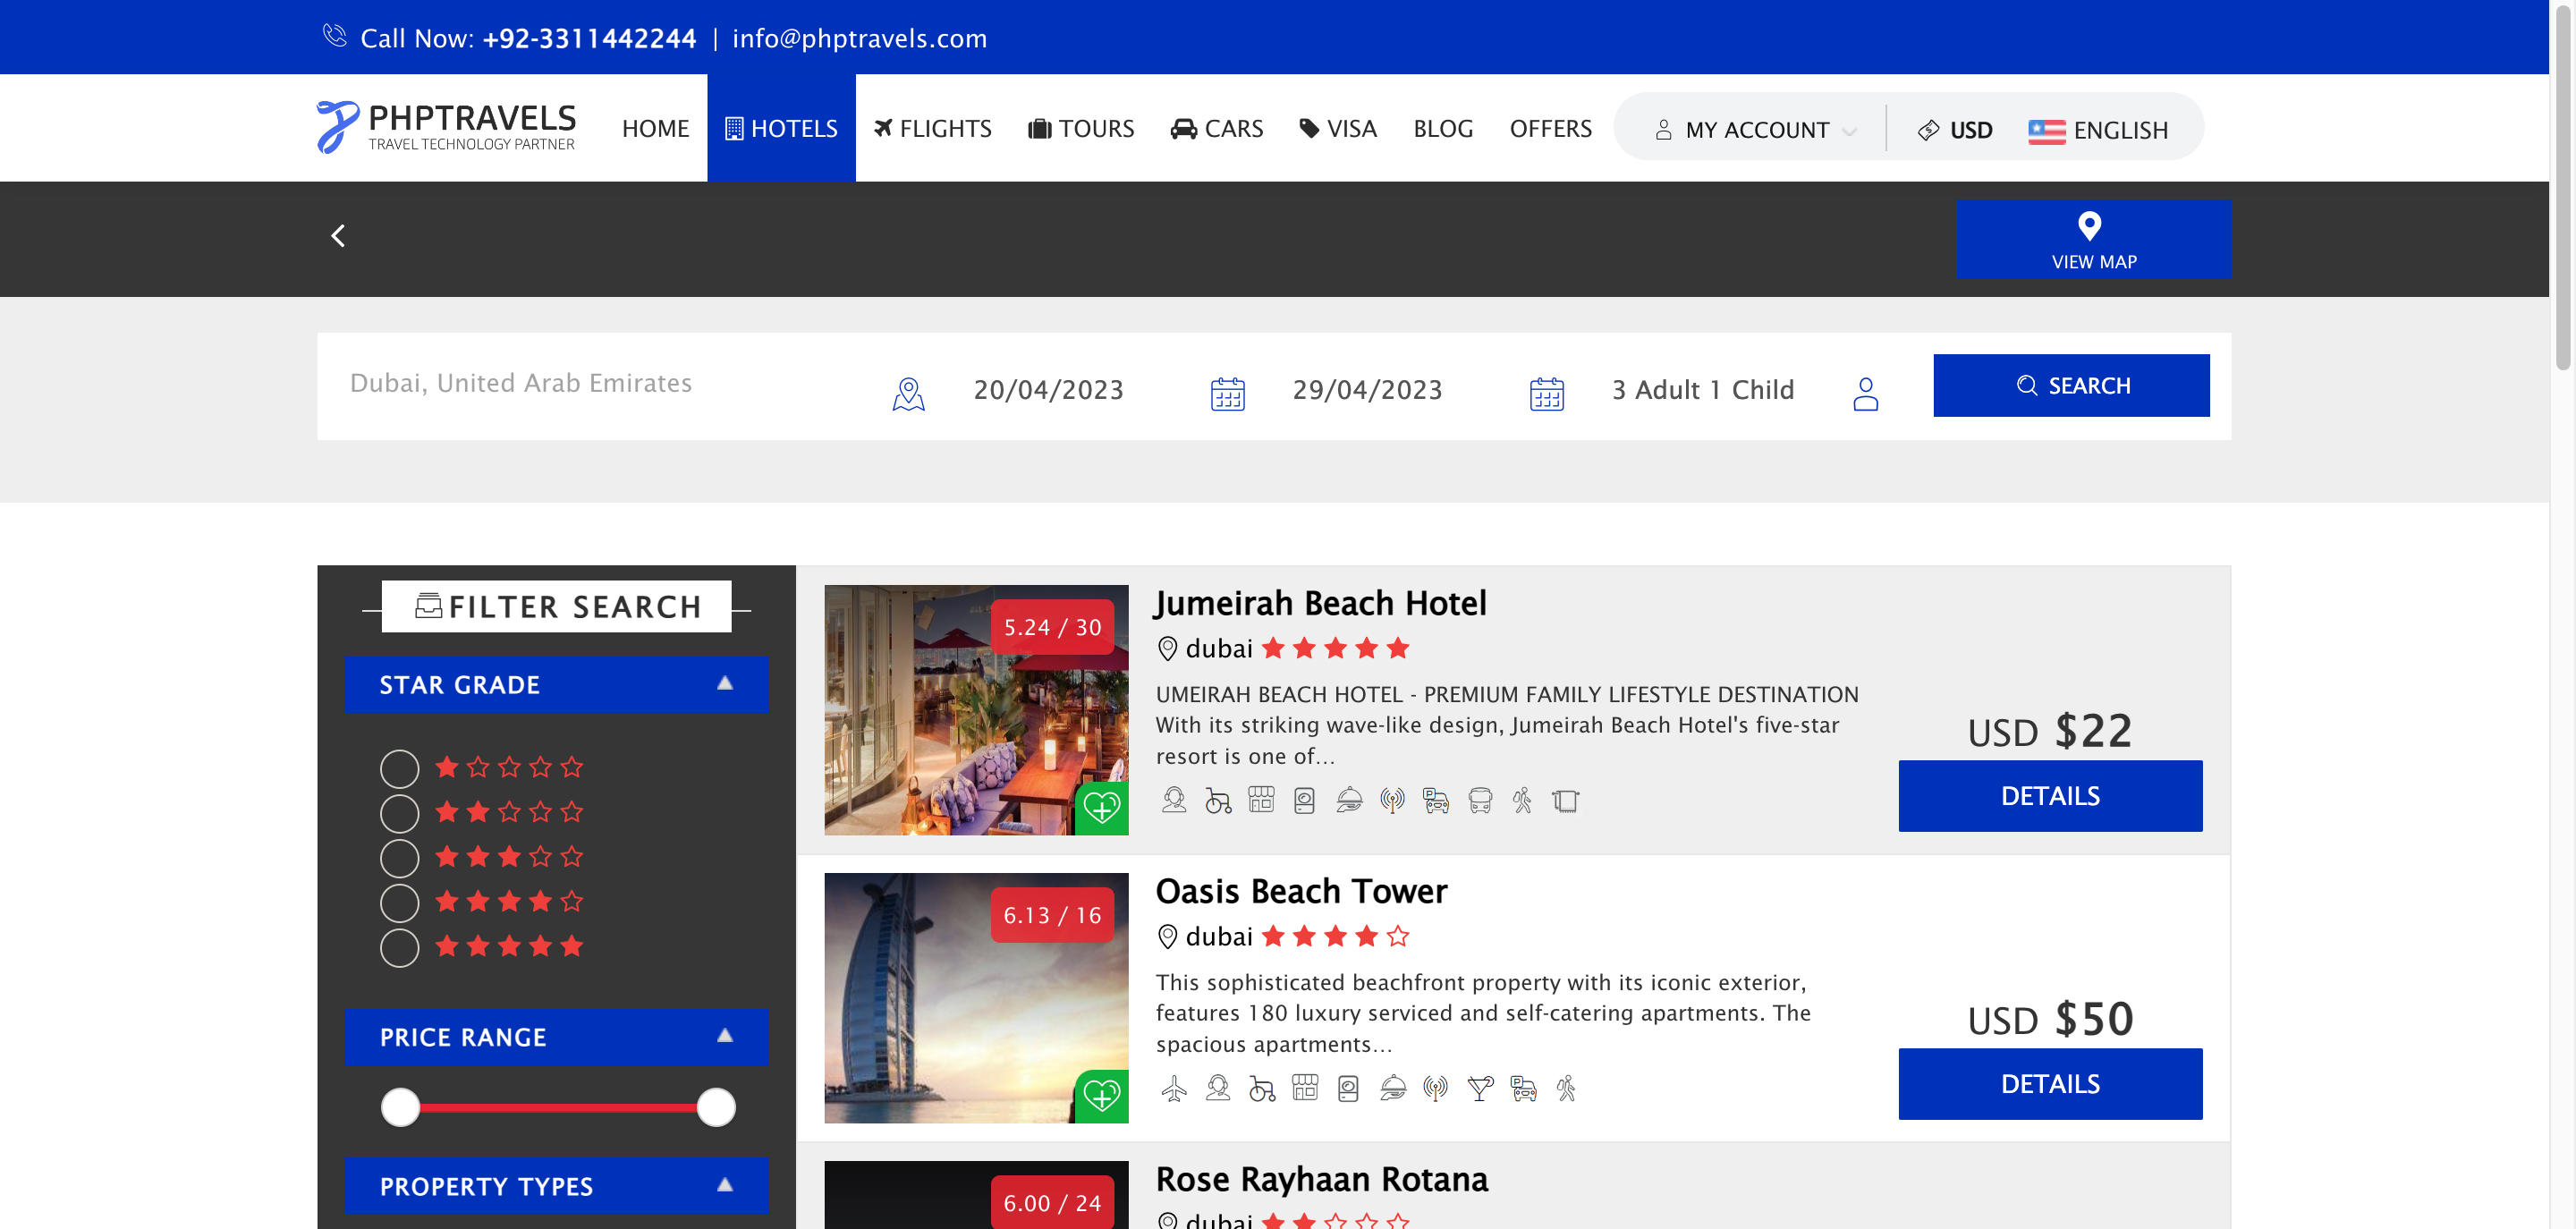 Call Now: +92-3311442244 | info@phptravels.com
PHPTRAVELS
TRAVEL TECHNOLOGY PARTNER
HOME HOTELS FLIGHTS TOURS CARS VISA BLOG OFFERS MY ACCOUNT USD ENGLISH
VIEW MAP
Dubai, United Arab Emirates 20/04/2023 29/04/2023 3 Adult 1 Child SEARCH
FILTER SEARCH
STAR GRADE
PRICE RANGE
PROPERTY TYPES
5.24 / 30
Jumeirah Beach Hotel
dubai
UMEIRAH BEACH HOTEL - PREMIUM FAMILY LIFESTYLE DESTINATION
With its striking wave-like design, Jumeirah Beach Hotel's five-star
resort is one of...
USD $22
DETAILS
6.13 / 16
Oasis Beach Tower
dubai
This sophisticated beachfront property with its iconic exterior,
features 180 luxury serviced and self-catering apartments. The
spacious apartments...
USD $50
DETAILS
6.00 / 24
Rose Rayhaan Rotana
dubai